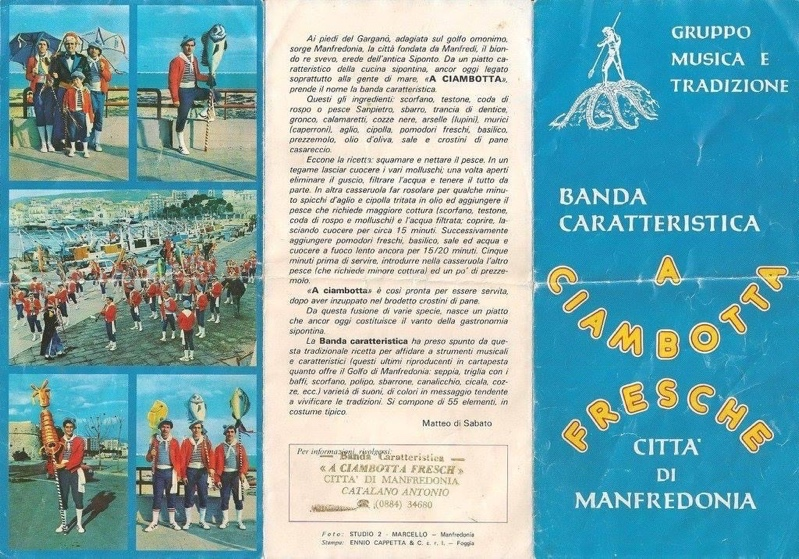 Ai piedi del Gargano, adagiata sul golfo omonimo,
sorge Manfredonia, la città fondata da Manfredi, il bion-
do re svevo, erede dell'antica Siponto. Da un piatto ca-
ratteristico della cucina sipontina, ancor oggi legato
soprattutto alla gente di mare, «A CIAMBOTTA»,
prende il nome la banda caratteristica.
Questi gli ingredienti: scorfano, testone, coda di
rospo o pesce Sanpietro, sbarro, trancia di dentice,
gronco, calamaretti, cozze nere, arselle (lupini), murici
(caperroni), aglio, cipolla, pomodori freschi, basilico,
prezzemolo, olio d'oliva, sale e crostini di pane
casareccio.
Eccone la ricetta: squamare e nettare il pesce. In un
tegame lasciar cuocere i vari molluschi; una volta aperti
eliminare il guscio, filtrare l'acqua e tenere il tutto da
parte. In altra casseruola far rosolare per qualche minu-
to spicchi d'aglio e cipolla tritata in olio ed aggiungere il
pesce che richiede maggiore cottura (scorfano, testone,
coda di rospo e molluschi) e l'acqua filtrata; coprire, la-
sciando cuocere per circa 15 minuti. Successivamente
aggiungere pomodori freschi, basilico, sale ed acqua e
cuocere a fuoco lento ancora per 15/20 minuti. Cinque
minuti prima di servire, introdurre nella casseruola l'altro
pesce (che richiede minore cottura) ed un po' di prezze-
molo.
«A ciambotta» è così pronta per essere servita,
dopo aver inzuppato nel brodetto crostini di pane.
Da questa fusione di varie specie, nasce un piatto
che ancor oggi costituisce il vanto della gastronomia
sipontina.
La Banda caratteristica ha preso spunto da que-
sta tradizionale ricetta per affidare a strumenti musicali
e caratteristici (questi ultimi riproducenti in cartapesta
quanto offre il Golfo di Manfredonia: seppia, triglia con i
baffi, scorfano, polipo, sbarrone, canalicchio, cicala, coz-
ze, ecc.) varietà di suoni, di colori in messaggio tendente
a vivificare le tradizioni. Si compone di 55 elementi, in
costume tipico.
Matteo di Sabato
Per informazioni, rivolgersi:
— Banda Caratteristica —
« A CIAMBOTTA FRESCH »
CITTA' DI MANFREDONIA
CATALANO ANTONIO
☎ (0884) 34680
Foto: STUDIO 2 - MARCELLO - Manfredonia
Stampa: ENNIO CAPPETTA & C. s. r. l. - Foggia
GRUPPO
MUSICA E
TRADIZIONE
BANDA
CARATTERISTICA
A
CIAMBOTTA
FRESCHE
CITTA'
DI
MANFREDONIA